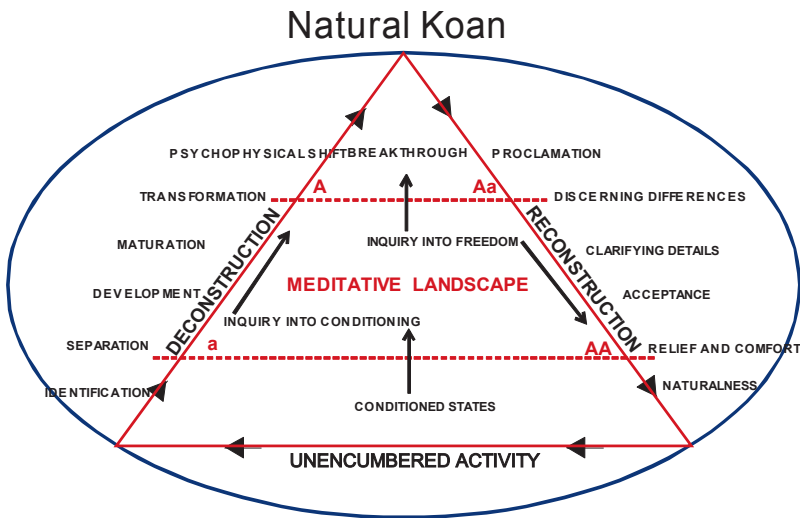 Natural Koan
PSYCHOPHYSICAL SHIFT BREAKTHROUGH PROCLAMATION
TRANSFORMATION A Aa DISCERNING DIFFERENCES
MATURATION INQUIRY INTO FREEDOM CLARIFYING DETAILS
DECONSTRUCTION RECONSTRUCTION
DEVELOPMENT MEDITATIVE LANDSCAPE ACCEPTANCE
INQUIRY INTO CONDITIONING
SEPARATION a AA RELIEF AND COMFORT
IDENTIFICATION CONDITIONED STATES NATURALNESS
UNENCUMBERED ACTIVITY